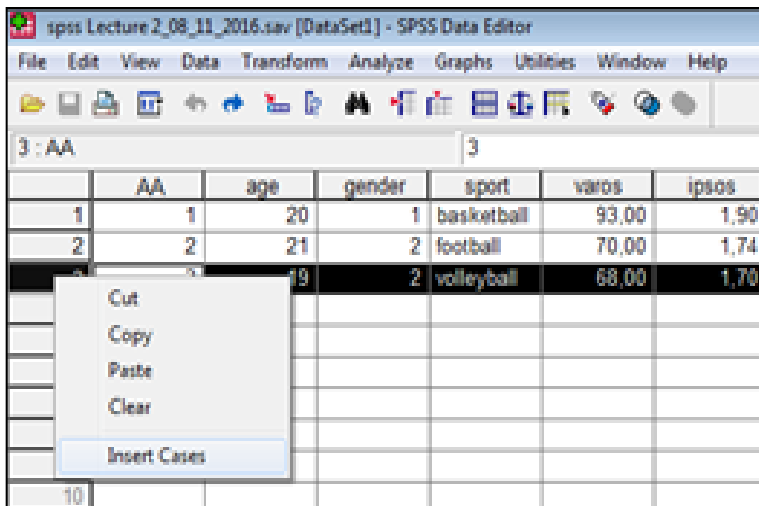 spss Lecture 2_08_11_2016.sav [DataSet1] - SPSS Data Editor
File Edit View Data Transform Analyze Graphs Utilities Window Help
3 : AA 3
AA age gender sport varos ipsos
1 1 20 1 basketball 93,00 1,90
2 2 21 2 football 70,00 1,74
19 2 volleyball 68,00 1,70
Cut
Copy
Paste
Clear
Insert Cases
10